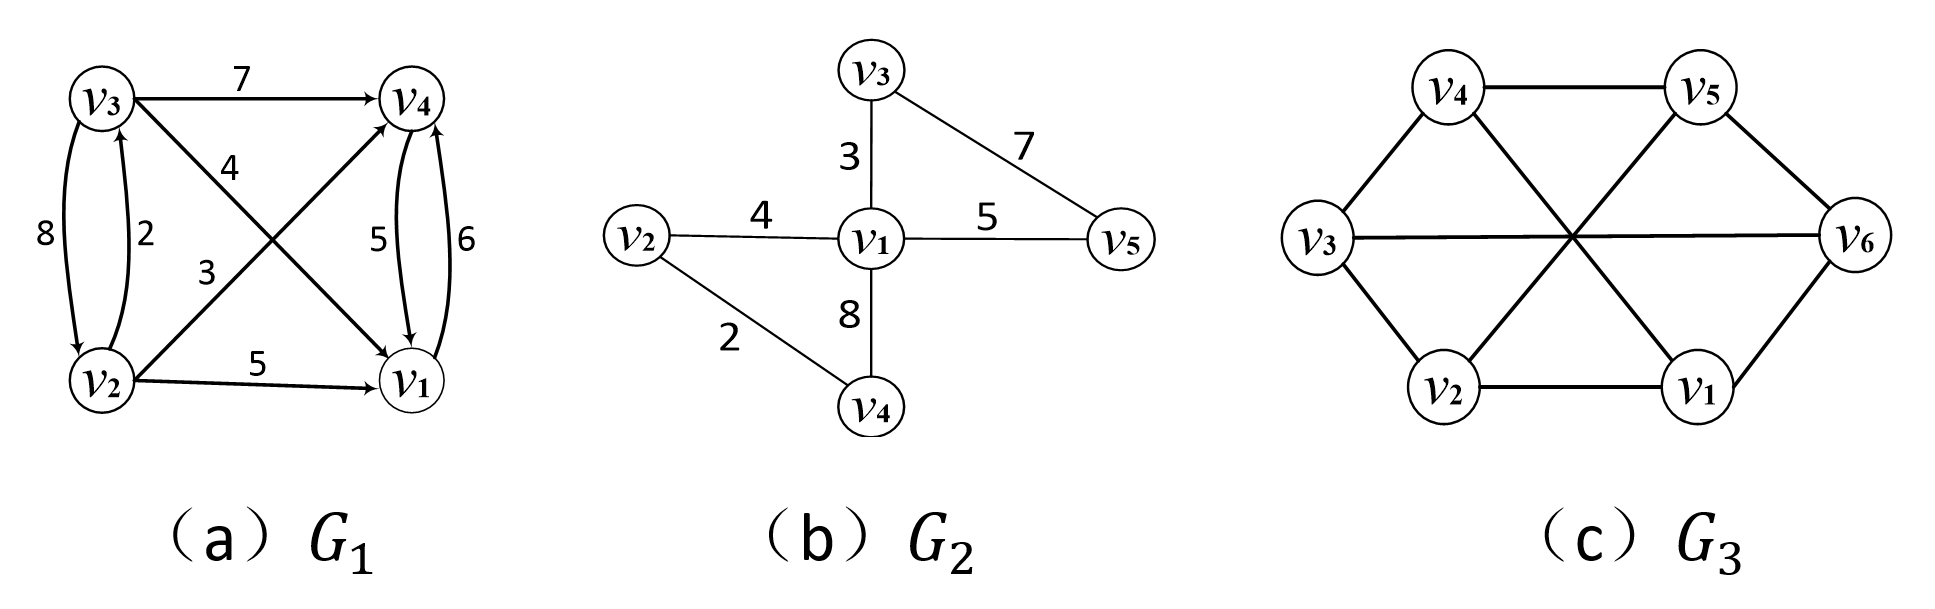 v3 7 v4
4
8 2 5 6
3
v2 5 v1
v3
3 7
v2 4 v1 5 v5
2 8
v4
v4 v5
v3 v6
v2 v1
（a）G1 （b）G2 （c）G3